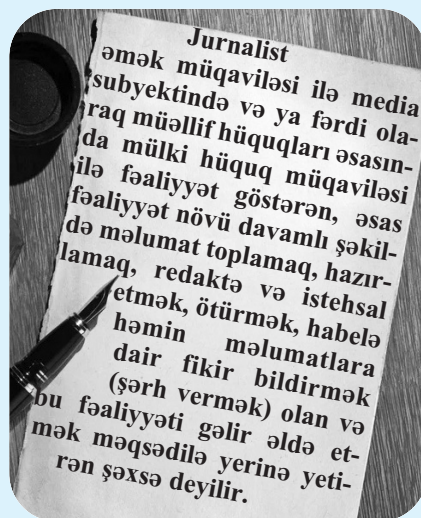 Jurnalist
əmək müqaviləsi ilə media
subyektində və ya fərdi ola-
raq müəllif hüquqları əsasın-
da mülki hüquq müqaviləsi
ilə fəaliyyət göstərən, əsas
fəaliyyət növü davamlı şəkil-
də məlumat toplamaq, hazır-
lamaq, redaktə və istehsal
etmək, ötürmək, habelə
həmin məlumatlara
dair fikir bildirmək
(şərh vermək) olan və
bu fəaliyyəti gəlir əldə et-
mək məqsədilə yerinə yeti-
rən şəxsə deyilir.